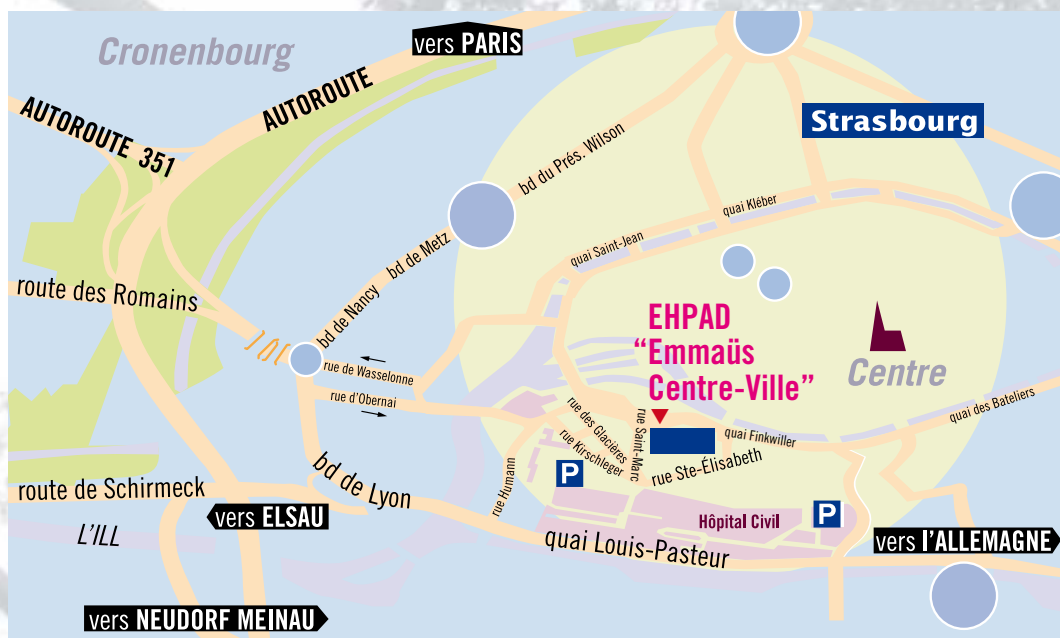 Cronenbourg
vers PARIS
AUTOROUTE 351
AUTOROUTE
Strasbourg
bd du Prés. Wilson
quai Kléber
quai Saint-Jean
bd de Metz
bd de Nancy
route des Romains
EHPAD
“Emmaüs
Centre-Ville”
Centre
rue de Wasselonne
rue d'Obernai
quai des Bateliers
rue des Glacières
rue Kirschleger
rue Saint-Marc
quai Finkwiller
rue Ste-Élisabeth
rue Humann
P
bd de Lyon
route de Schirmeck
vers ELSAU
L'ILL
Hôpital Civil
P
quai Louis-Pasteur
vers l'ALLEMAGNE
vers NEUDORF MEINAU